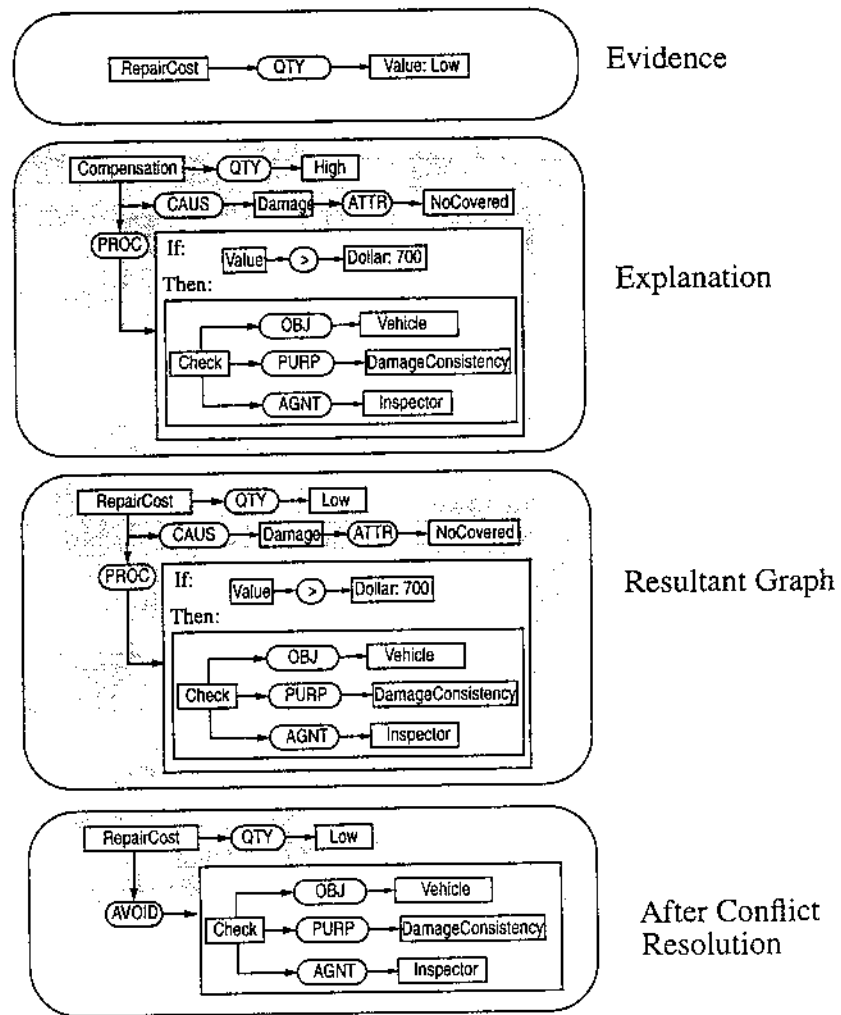 RepairCost QTY Value: Low
Evidence
Compensation QTY High
CAUS Damage ATTR NoCovered
PROC
If:
Value > Dollar: 700
Then:
OBJ Vehicle
Check PURP DamageConsistency
AGNT Inspector
Explanation
RepairCost QTY Low
CAUS Damage ATTR NoCovered
PROC
If:
Value > Dollar: 700
Then:
OBJ Vehicle
Check PURP DamageConsistency
AGNT Inspector
Resultant Graph
RepairCost QTY Low
AVOID
OBJ Vehicle
Check PURP DamageConsistency
AGNT Inspector
After Conflict
Resolution